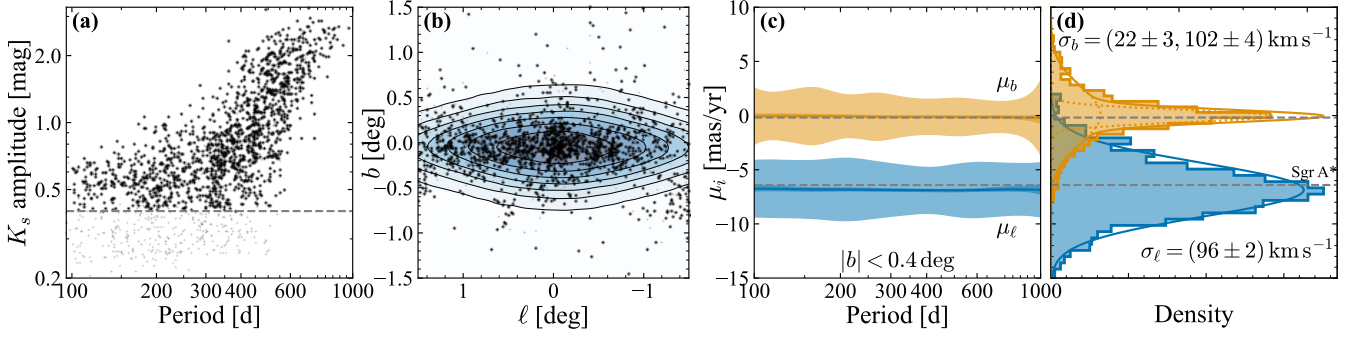 (a)
K_s amplitude [mag]
2.0
1.0
0.5
0.2
100 200 300 400 600 1000
Period [d]
(b)
b [deg]
1.5
1.0
0.5
0.0
−0.5
−1.0
−1.5
1 0 −1
ℓ [deg]
(c)
μ_i [mas/yr]
10
5
0
−5
−10
−15
μ_b
μ_ℓ
|b| < 0.4 deg
100 200 300 400 600 1000
Period [d]
(d)
σ_b = (22 ± 3, 102 ± 4) km s⁻¹
Sgr A*
σ_ℓ = (96 ± 2) km s⁻¹
Density